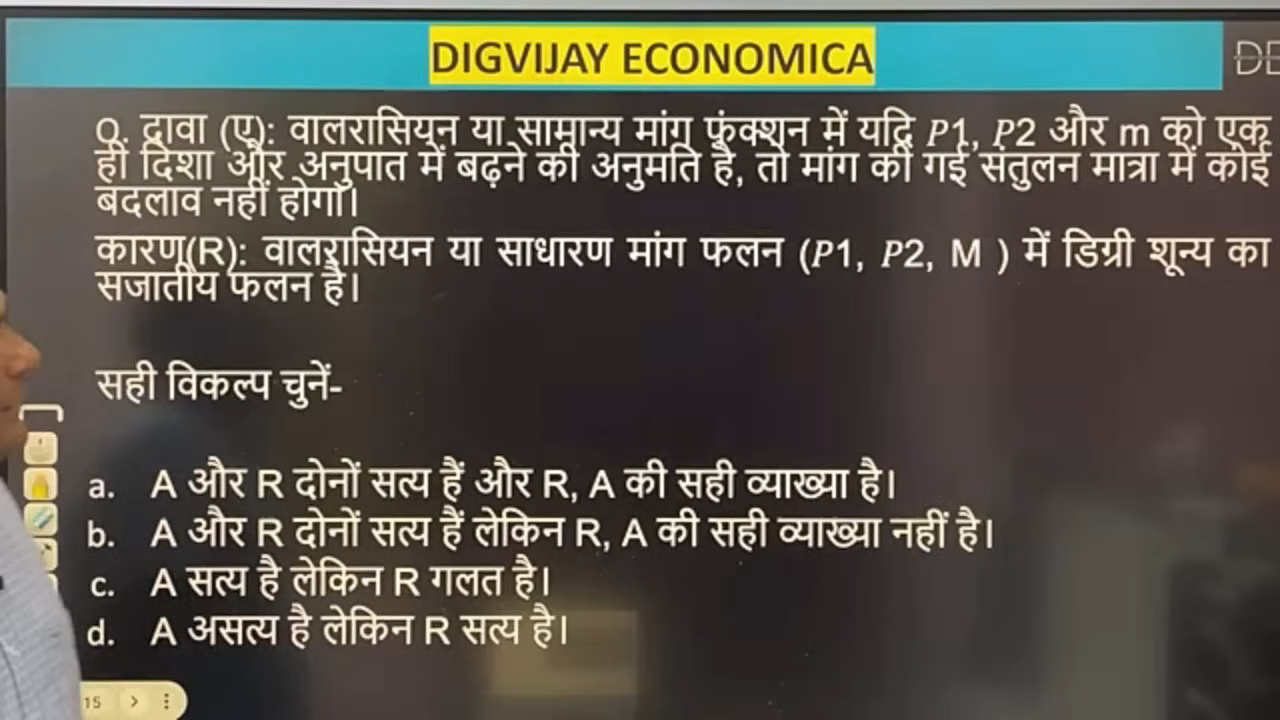 DIGVIJAY ECONOMICA
DE
Q. दावा (ए): वालरासियन या सामान्य मांग फ़ंक्शन में यदि P1, P2 और m को एक
ही दिशा और अनुपात में बढ़ने की अनुमति है, तो मांग की गई संतुलन मात्रा में कोई
बदलाव नहीं होगा।
कारण(R): वालरासियन या साधारण मांग फलन (P1, P2, M ) में डिग्री शून्य का
सजातीय फलन है।
सही विकल्प चुनें-
a. A और R दोनों सत्य हैं और R, A की सही व्याख्या है।
b. A और R दोनों सत्य हैं लेकिन R, A की सही व्याख्या नहीं है।
c. A सत्य है लेकिन R गलत है।
d. A असत्य है लेकिन R सत्य है।
15 >